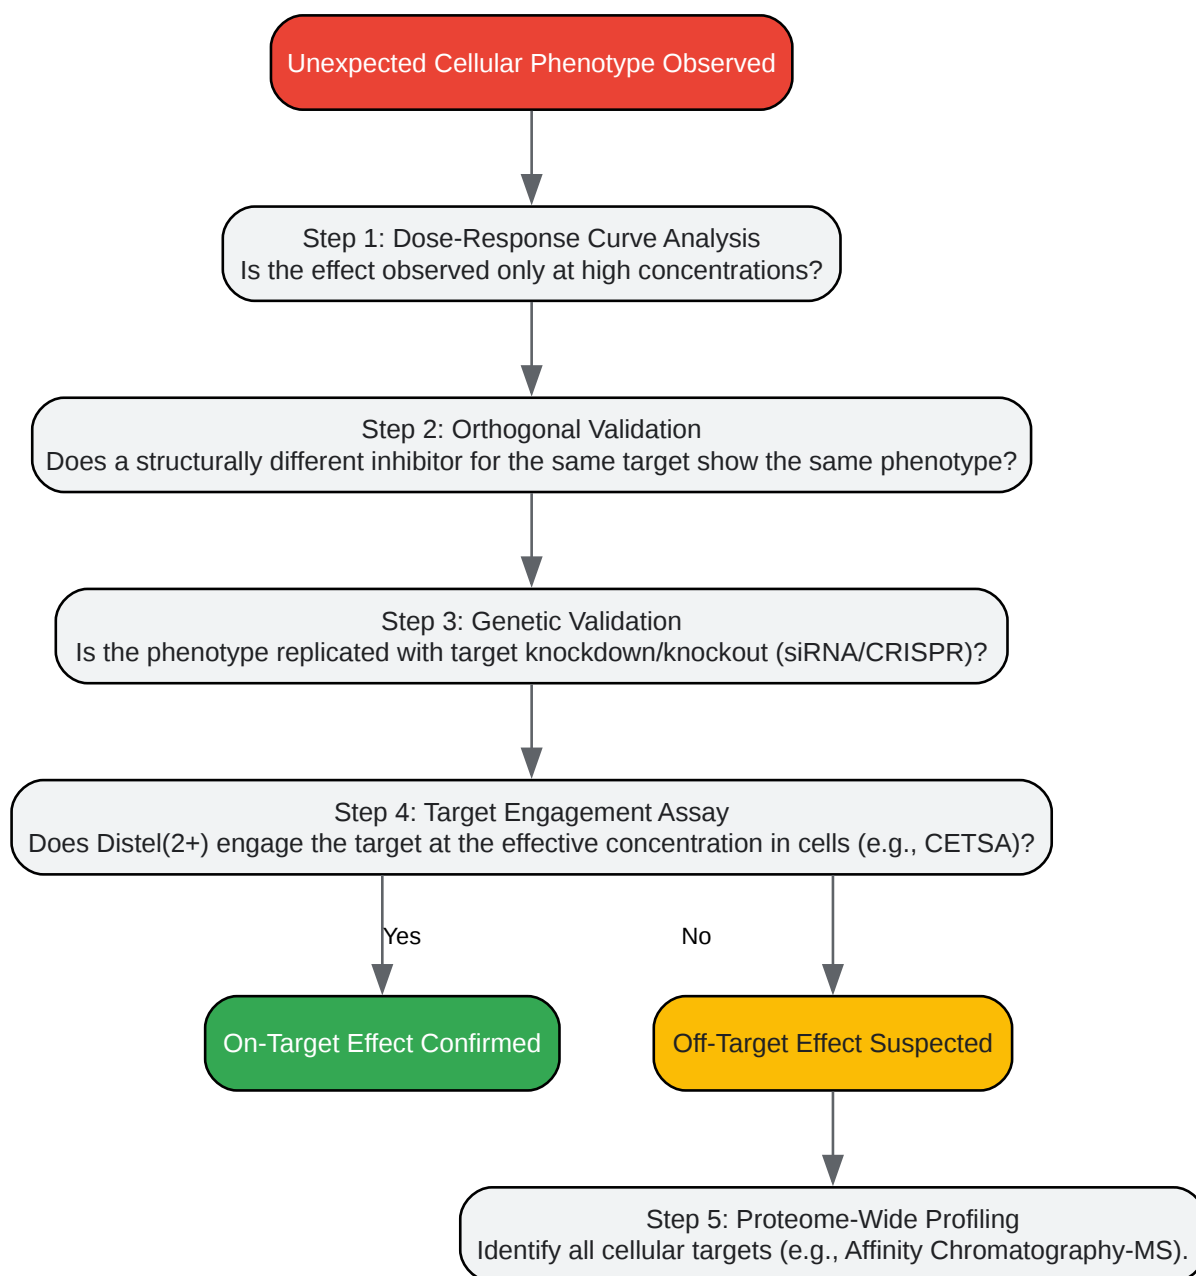 Unexpected Cellular Phenotype Observed
Step 1: Dose-Response Curve Analysis
Is the effect observed only at high concentrations?
Step 2: Orthogonal Validation
Does a structurally different inhibitor for the same target show the same phenotype?
Step 3: Genetic Validation
Is the phenotype replicated with target knockdown/knockout (siRNA/CRISPR)?
Step 4: Target Engagement Assay
Does Distel(2+) engage the target at the effective concentration in cells (e.g., CETSA)?
Yes
No
On-Target Effect Confirmed
Off-Target Effect Suspected
Step 5: Proteome-Wide Profiling
Identify all cellular targets (e.g., Affinity Chromatography-MS).